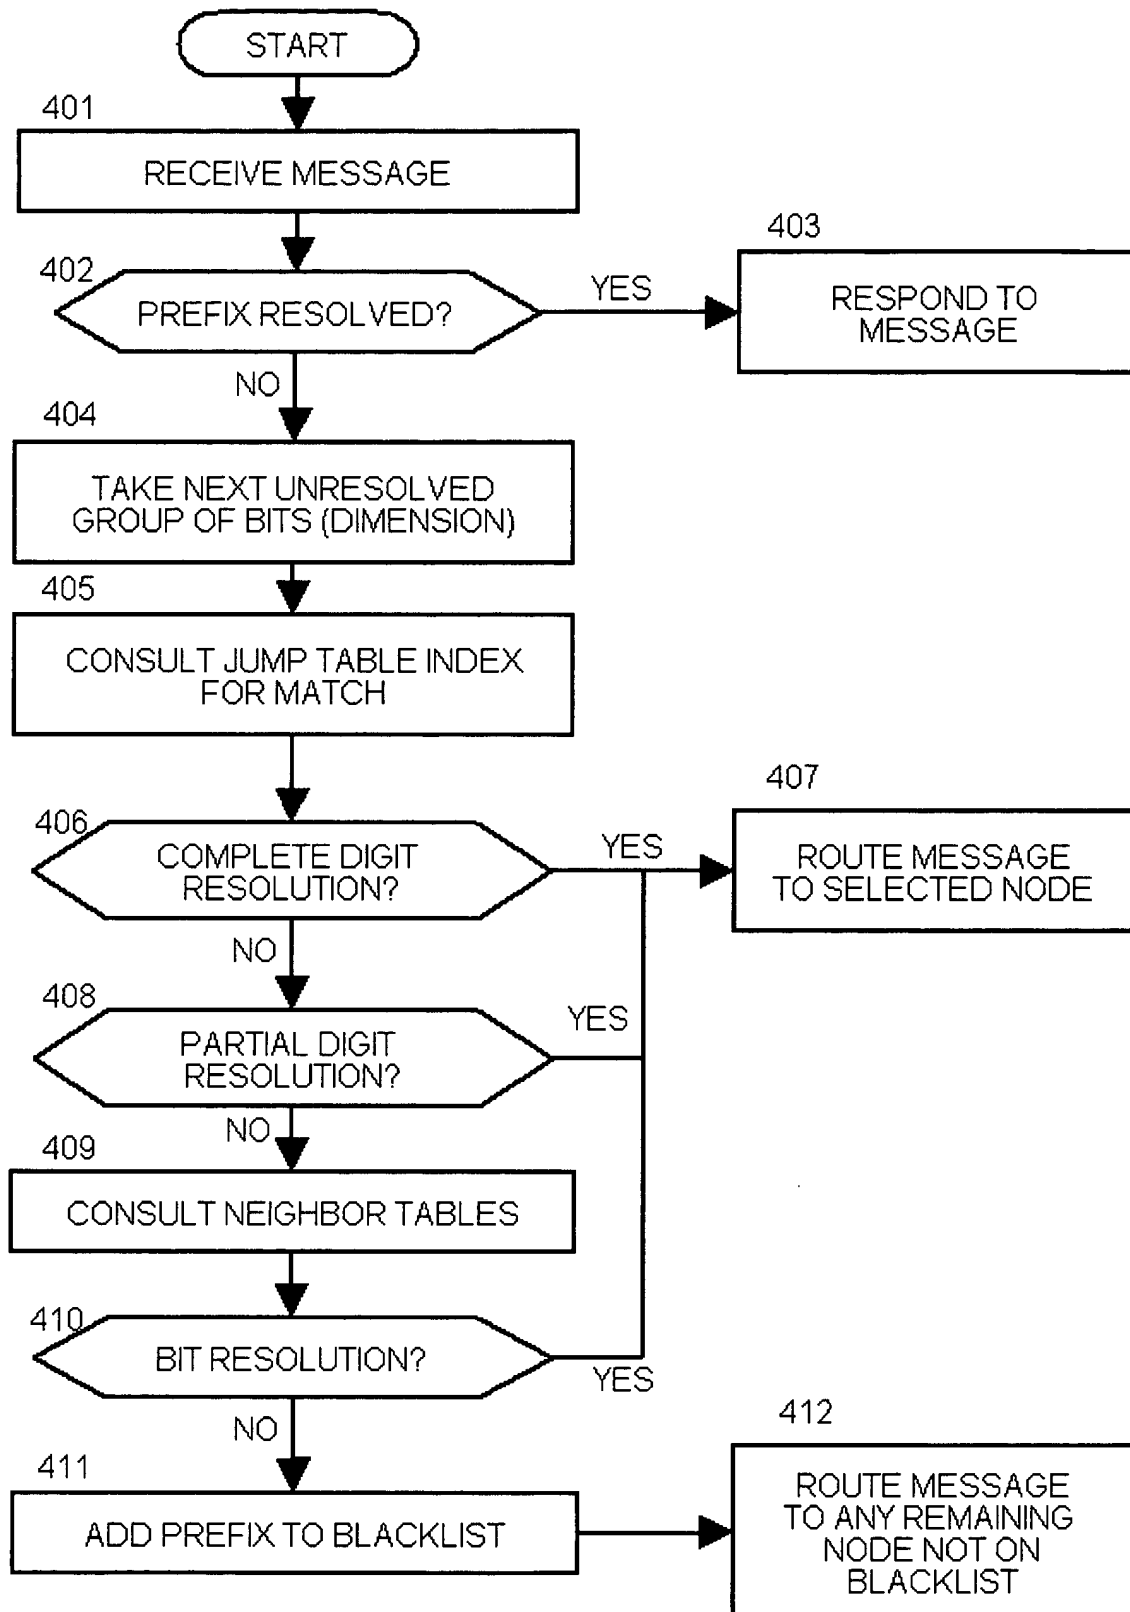 START
401
RECEIVE MESSAGE
402
PREFIX RESOLVED?
YES
403
RESPOND TO
MESSAGE
NO
404
TAKE NEXT UNRESOLVED
GROUP OF BITS (DIMENSION)
405
CONSULT JUMP TABLE INDEX
FOR MATCH
406
COMPLETE DIGIT
RESOLUTION?
YES
407
ROUTE MESSAGE
TO SELECTED NODE
NO
408
PARTIAL DIGIT
RESOLUTION?
YES
NO
409
CONSULT NEIGHBOR TABLES
410
BIT RESOLUTION?
YES
NO
411
ADD PREFIX TO BLACKLIST
412
ROUTE MESSAGE
TO ANY REMAINING
NODE NOT ON
BLACKLIST